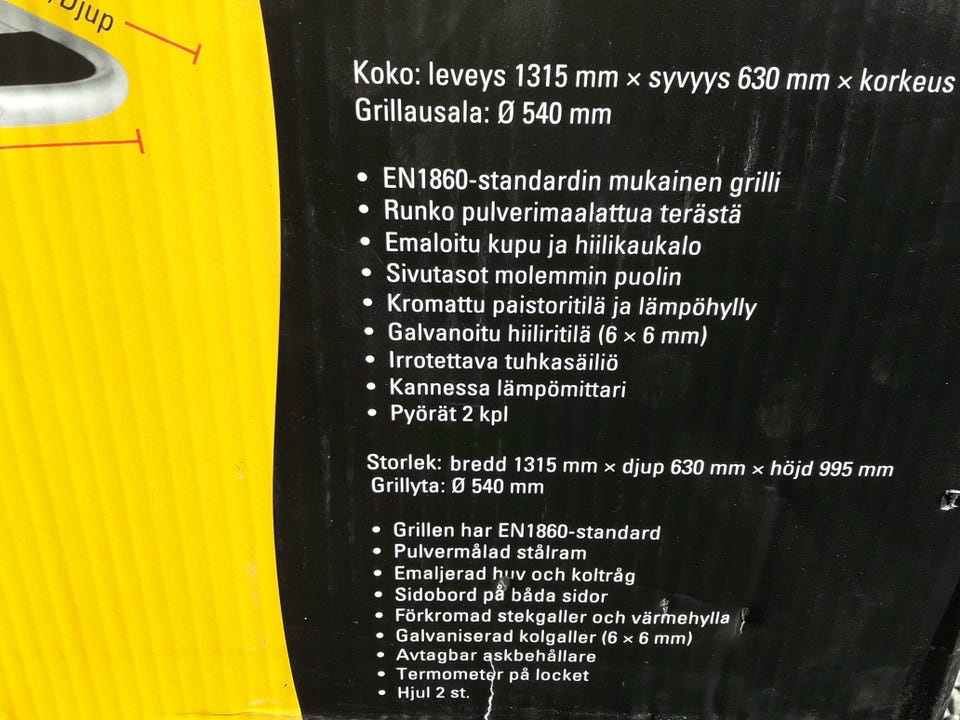 /Djup
Koko: leveys 1315 mm × syvyys 630 mm × korkeus
Grillausala: Ø 540 mm
• EN1860-standardin mukainen grilli
• Runko pulverimaalattua terästä
• Emaloitu kupu ja hiilikaukalo
• Sivutasot molemmin puolin
• Kromattu paistoritilä ja lämpöhylly
• Galvanoitu hiiliritilä (6 × 6 mm)
• Irrotettava tuhkasäiliö
• Kannessa lämpömittari
• Pyörät 2 kpl
Storlek: bredd 1315 mm × djup 630 mm × höjd 995 mm
Grillyta: Ø 540 mm
• Grillen har EN1860-standard
• Pulvermålad stålram
• Emaljerad huv och koltråg
• Sidobord på båda sidor
• Förkromad stekgaller och värmehylla
• Galvaniserad kolgaller (6 × 6 mm)
• Avtagbar askbehållare
• Termometer på locket
• Hjul 2 st.